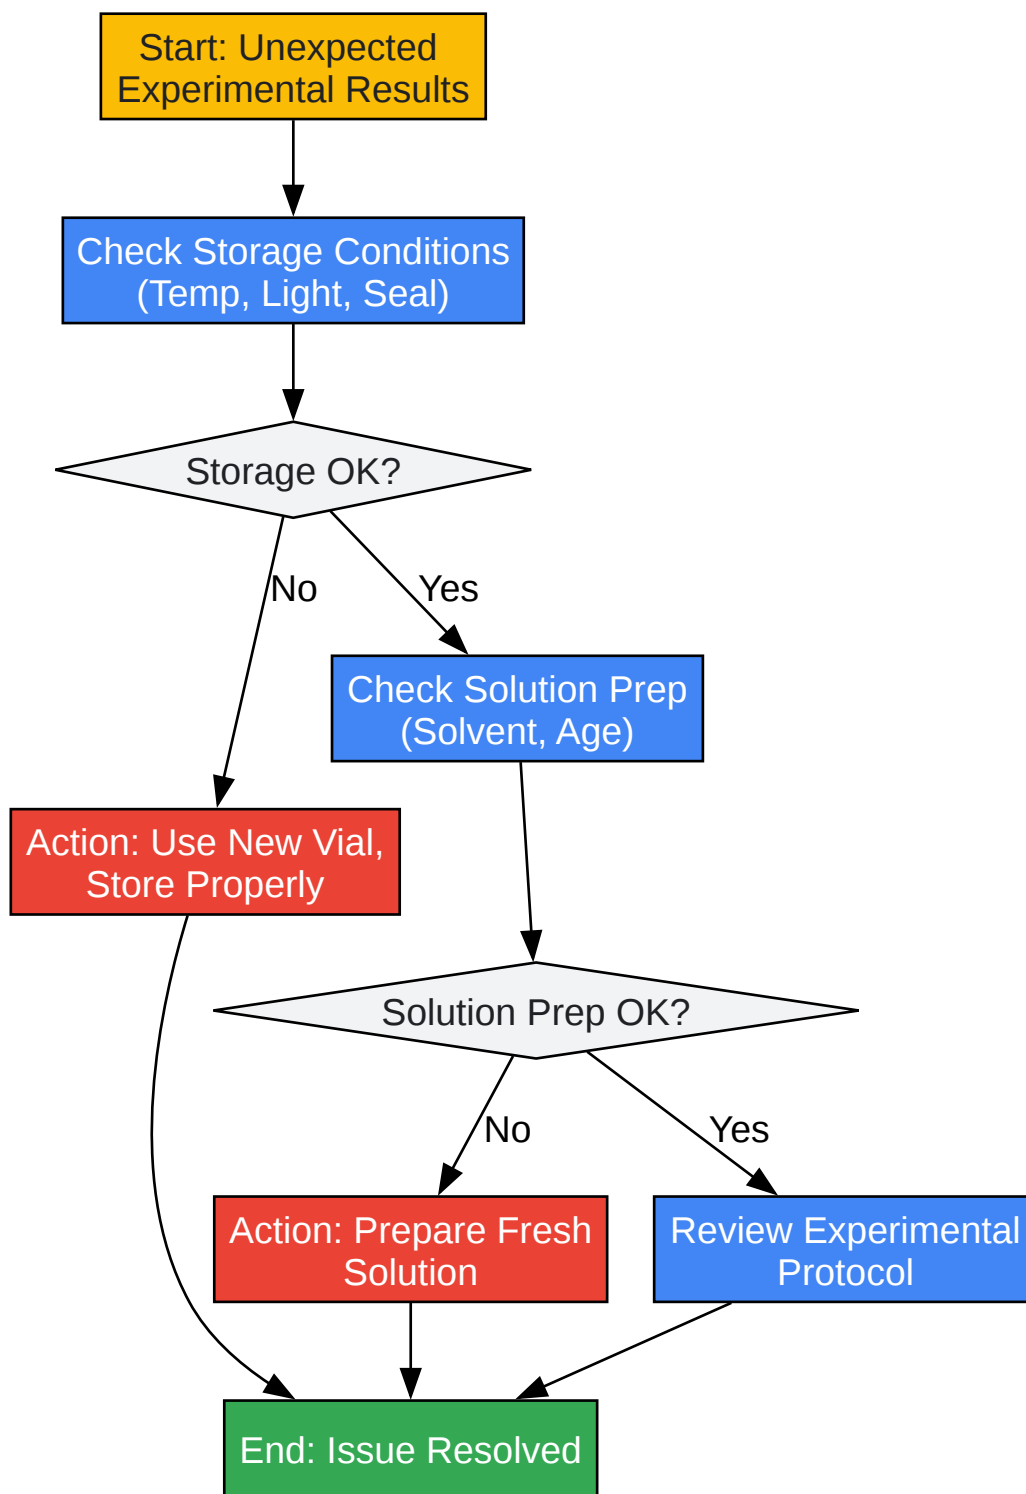 Start: Unexpected
Experimental Results
Check Storage Conditions
(Temp, Light, Seal)
Storage OK?
No
Yes
Check Solution Prep
(Solvent, Age)
Action: Use New Vial,
Store Properly
Solution Prep OK?
No
Yes
Action: Prepare Fresh
Solution
Review Experimental
Protocol
End: Issue Resolved